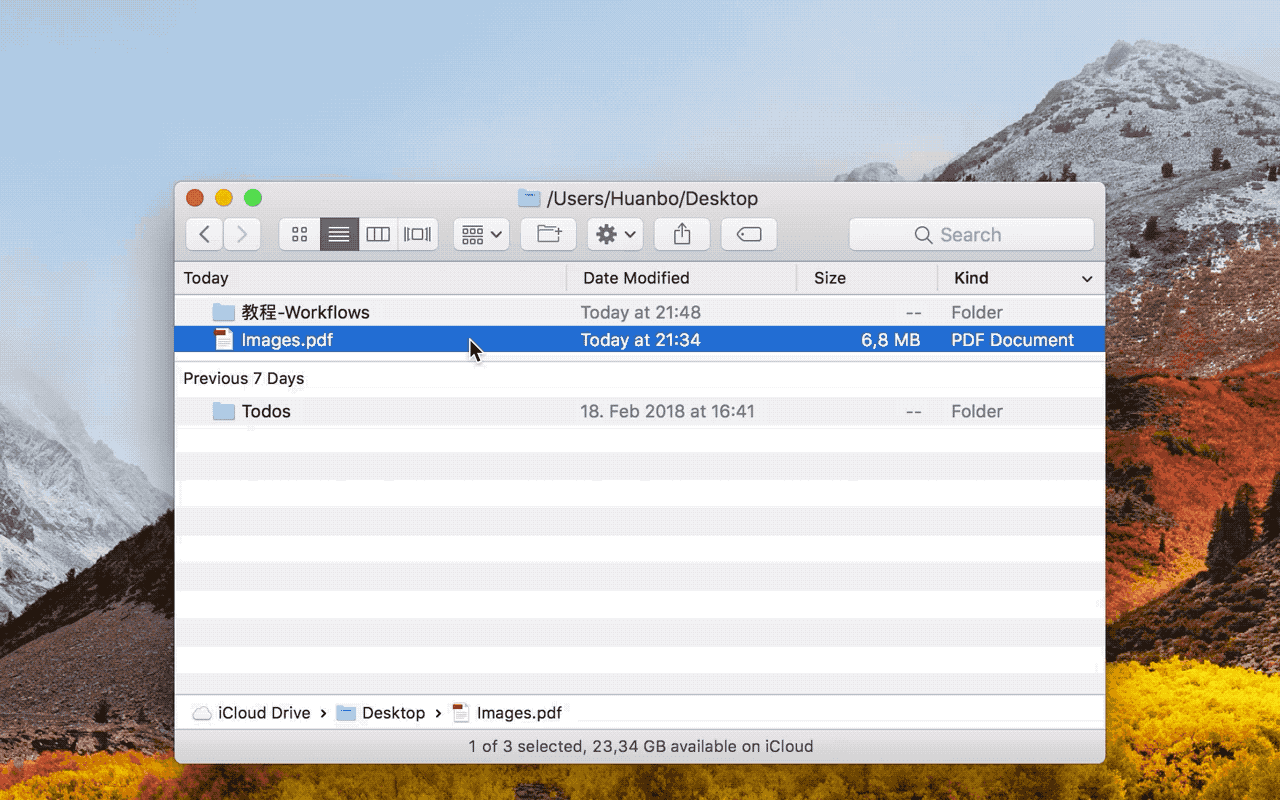 /Users/Huanbo/Desktop
Search
Today Date Modified Size Kind
教程-Workflows Today at 21:48 -- Folder
Images.pdf Today at 21:34 6,8 MB PDF Document
Previous 7 Days
Todos 18. Feb 2018 at 16:41 -- Folder
iCloud Drive › Desktop › Images.pdf
1 of 3 selected, 23,34 GB available on iCloud